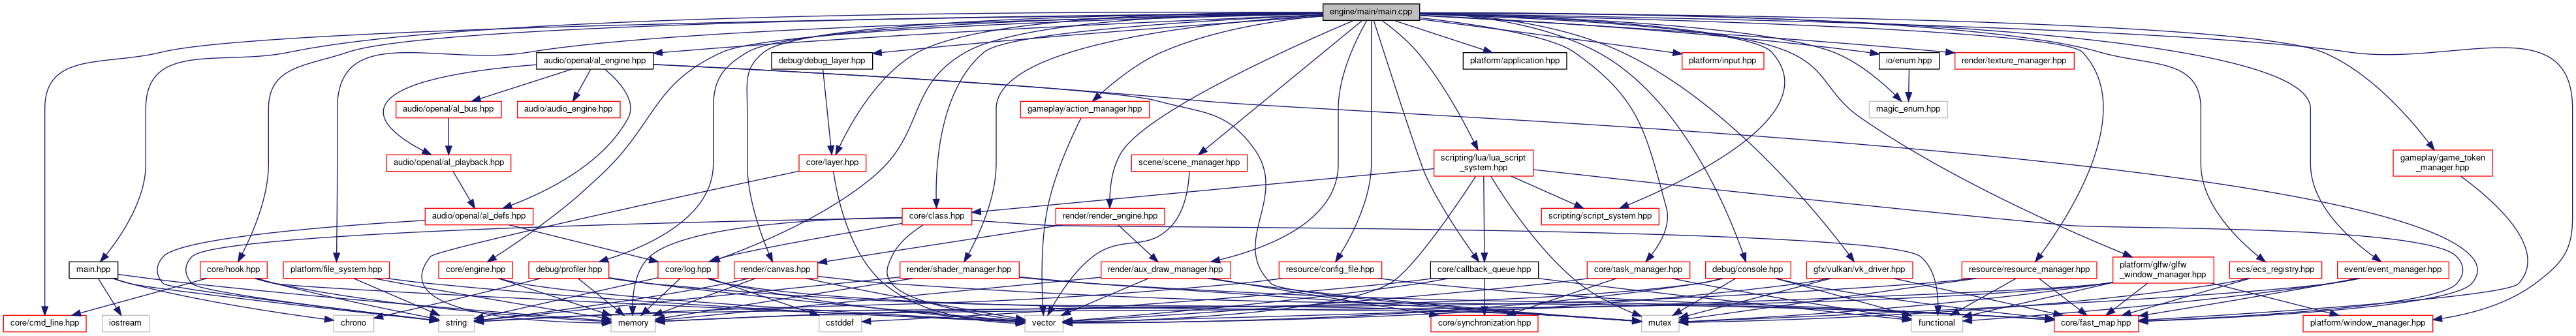 engine/main/main.cpp
audio/openal/al_engine.hpp
debug/debug_layer.hpp
platform/application.hpp
platform/input.hpp
io/enum.hpp
render/texture_manager.hpp
audio/openal/al_bus.hpp
audio/audio_engine.hpp
gameplay/action_manager.hpp
magic_enum.hpp
audio/openal/al_playback.hpp
core/layer.hpp
scene/scene_manager.hpp
scripting/lua/lua_script
_system.hpp
gameplay/game_token
_manager.hpp
audio/openal/al_defs.hpp
core/class.hpp
render/render_engine.hpp
scripting/script_system.hpp
main.hpp
core/hook.hpp
platform/file_system.hpp
core/engine.hpp
debug/profiler.hpp
core/log.hpp
render/canvas.hpp
render/shader_manager.hpp
render/aux_draw_manager.hpp
resource/config_file.hpp
core/callback_queue.hpp
core/task_manager.hpp
debug/console.hpp
gfx/vulkan/vk_driver.hpp
resource/resource_manager.hpp
platform/glfw/glfw
_window_manager.hpp
ecs/ecs_registry.hpp
event/event_manager.hpp
core/cmd_line.hpp
iostream
chrono
string
memory
cstddef
vector
core/synchronization.hpp
mutex
functional
core/fast_map.hpp
platform/window_manager.hpp